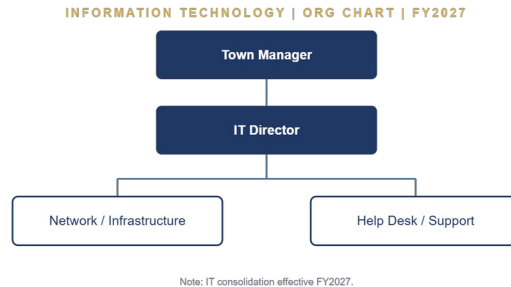 INFORMATION TECHNOLOGY | ORG CHART | FY2027
Town Manager
IT Director
Network / Infrastructure
Help Desk / Support
Note: IT consolidation effective FY2027.